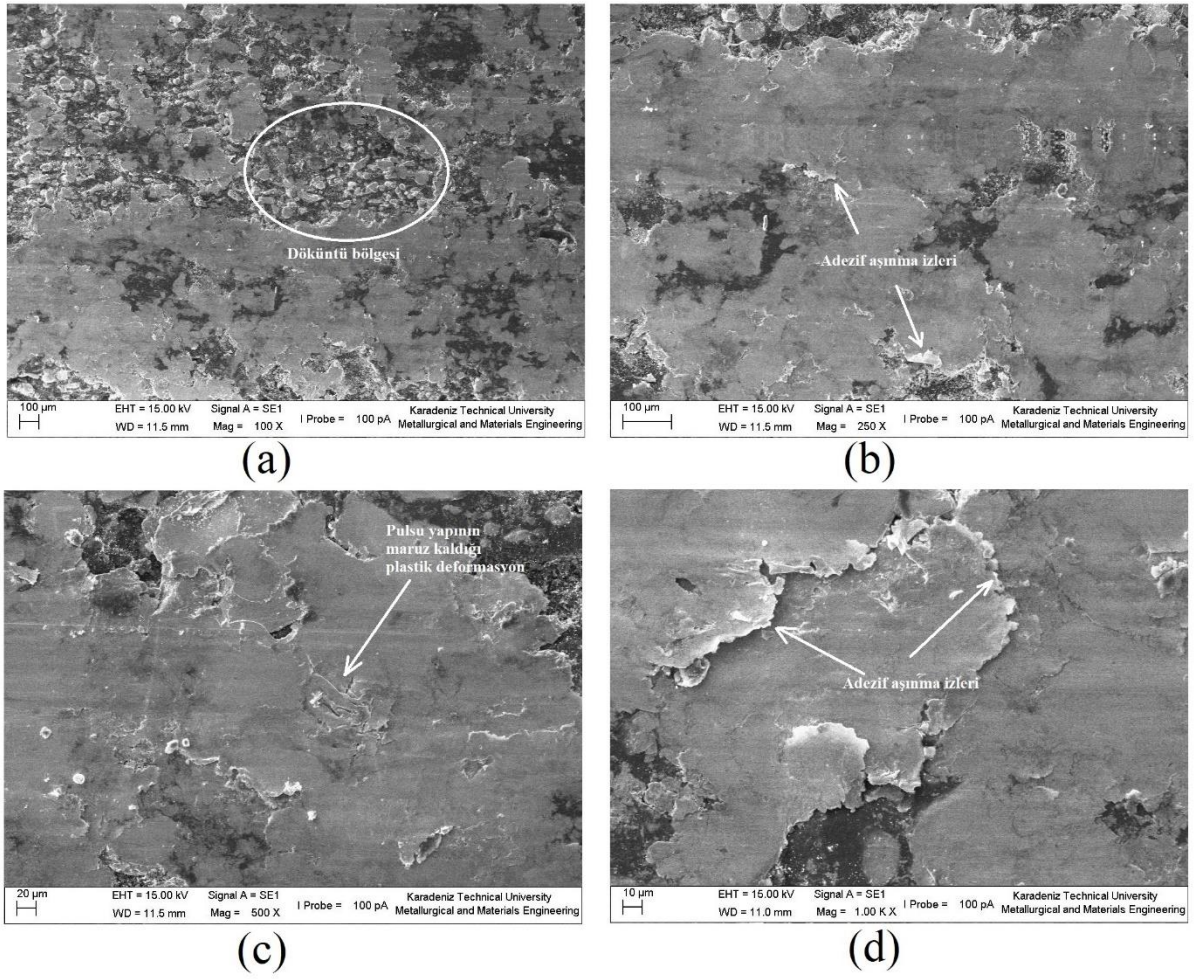 Döküntü bölgesi
100 µm
EHT = 15.00 kV Signal A = SE1 I Probe = 100 pA Karadeniz Technical University
WD = 11.5 mm Mag = 100 X Metallurgical and Materials Engineering
(a)
Adezif aşınma izleri
100 µm
EHT = 15.00 kV Signal A = SE1 I Probe = 100 pA Karadeniz Technical University
WD = 11.5 mm Mag = 250 X Metallurgical and Materials Engineering
(b)
Pulsu yapının
maruz kaldığı
plastik deformasyon
20 µm
EHT = 15.00 kV Signal A = SE1 I Probe = 100 pA Karadeniz Technical University
WD = 11.5 mm Mag = 500 X Metallurgical and Materials Engineering
(c)
Adezif aşınma izleri
10 µm
EHT = 15.00 kV Signal A = SE1 I Probe = 100 pA Karadeniz Technical University
WD = 11.0 mm Mag = 1.00 K X Metallurgical and Materials Engineering
(d)